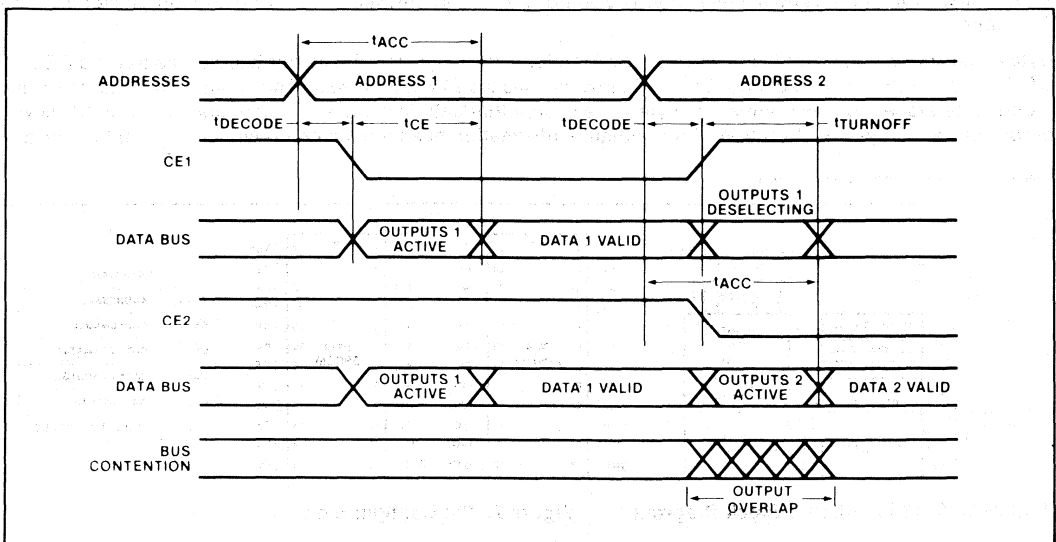 tACC
ADDRESSES
ADDRESS 1
ADDRESS 2
tDECODE
tCE
tDECODE
tTURNOFF
CE1
OUTPUTS 1
DESELECTING
DATA BUS
OUTPUTS 1
ACTIVE
DATA 1 VALID
tACC
CE2
DATA BUS
OUTPUTS 1
ACTIVE
DATA 1 VALID
OUTPUTS 2
ACTIVE
DATA 2 VALID
BUS
CONTENTION
OUTPUT
OVERLAP